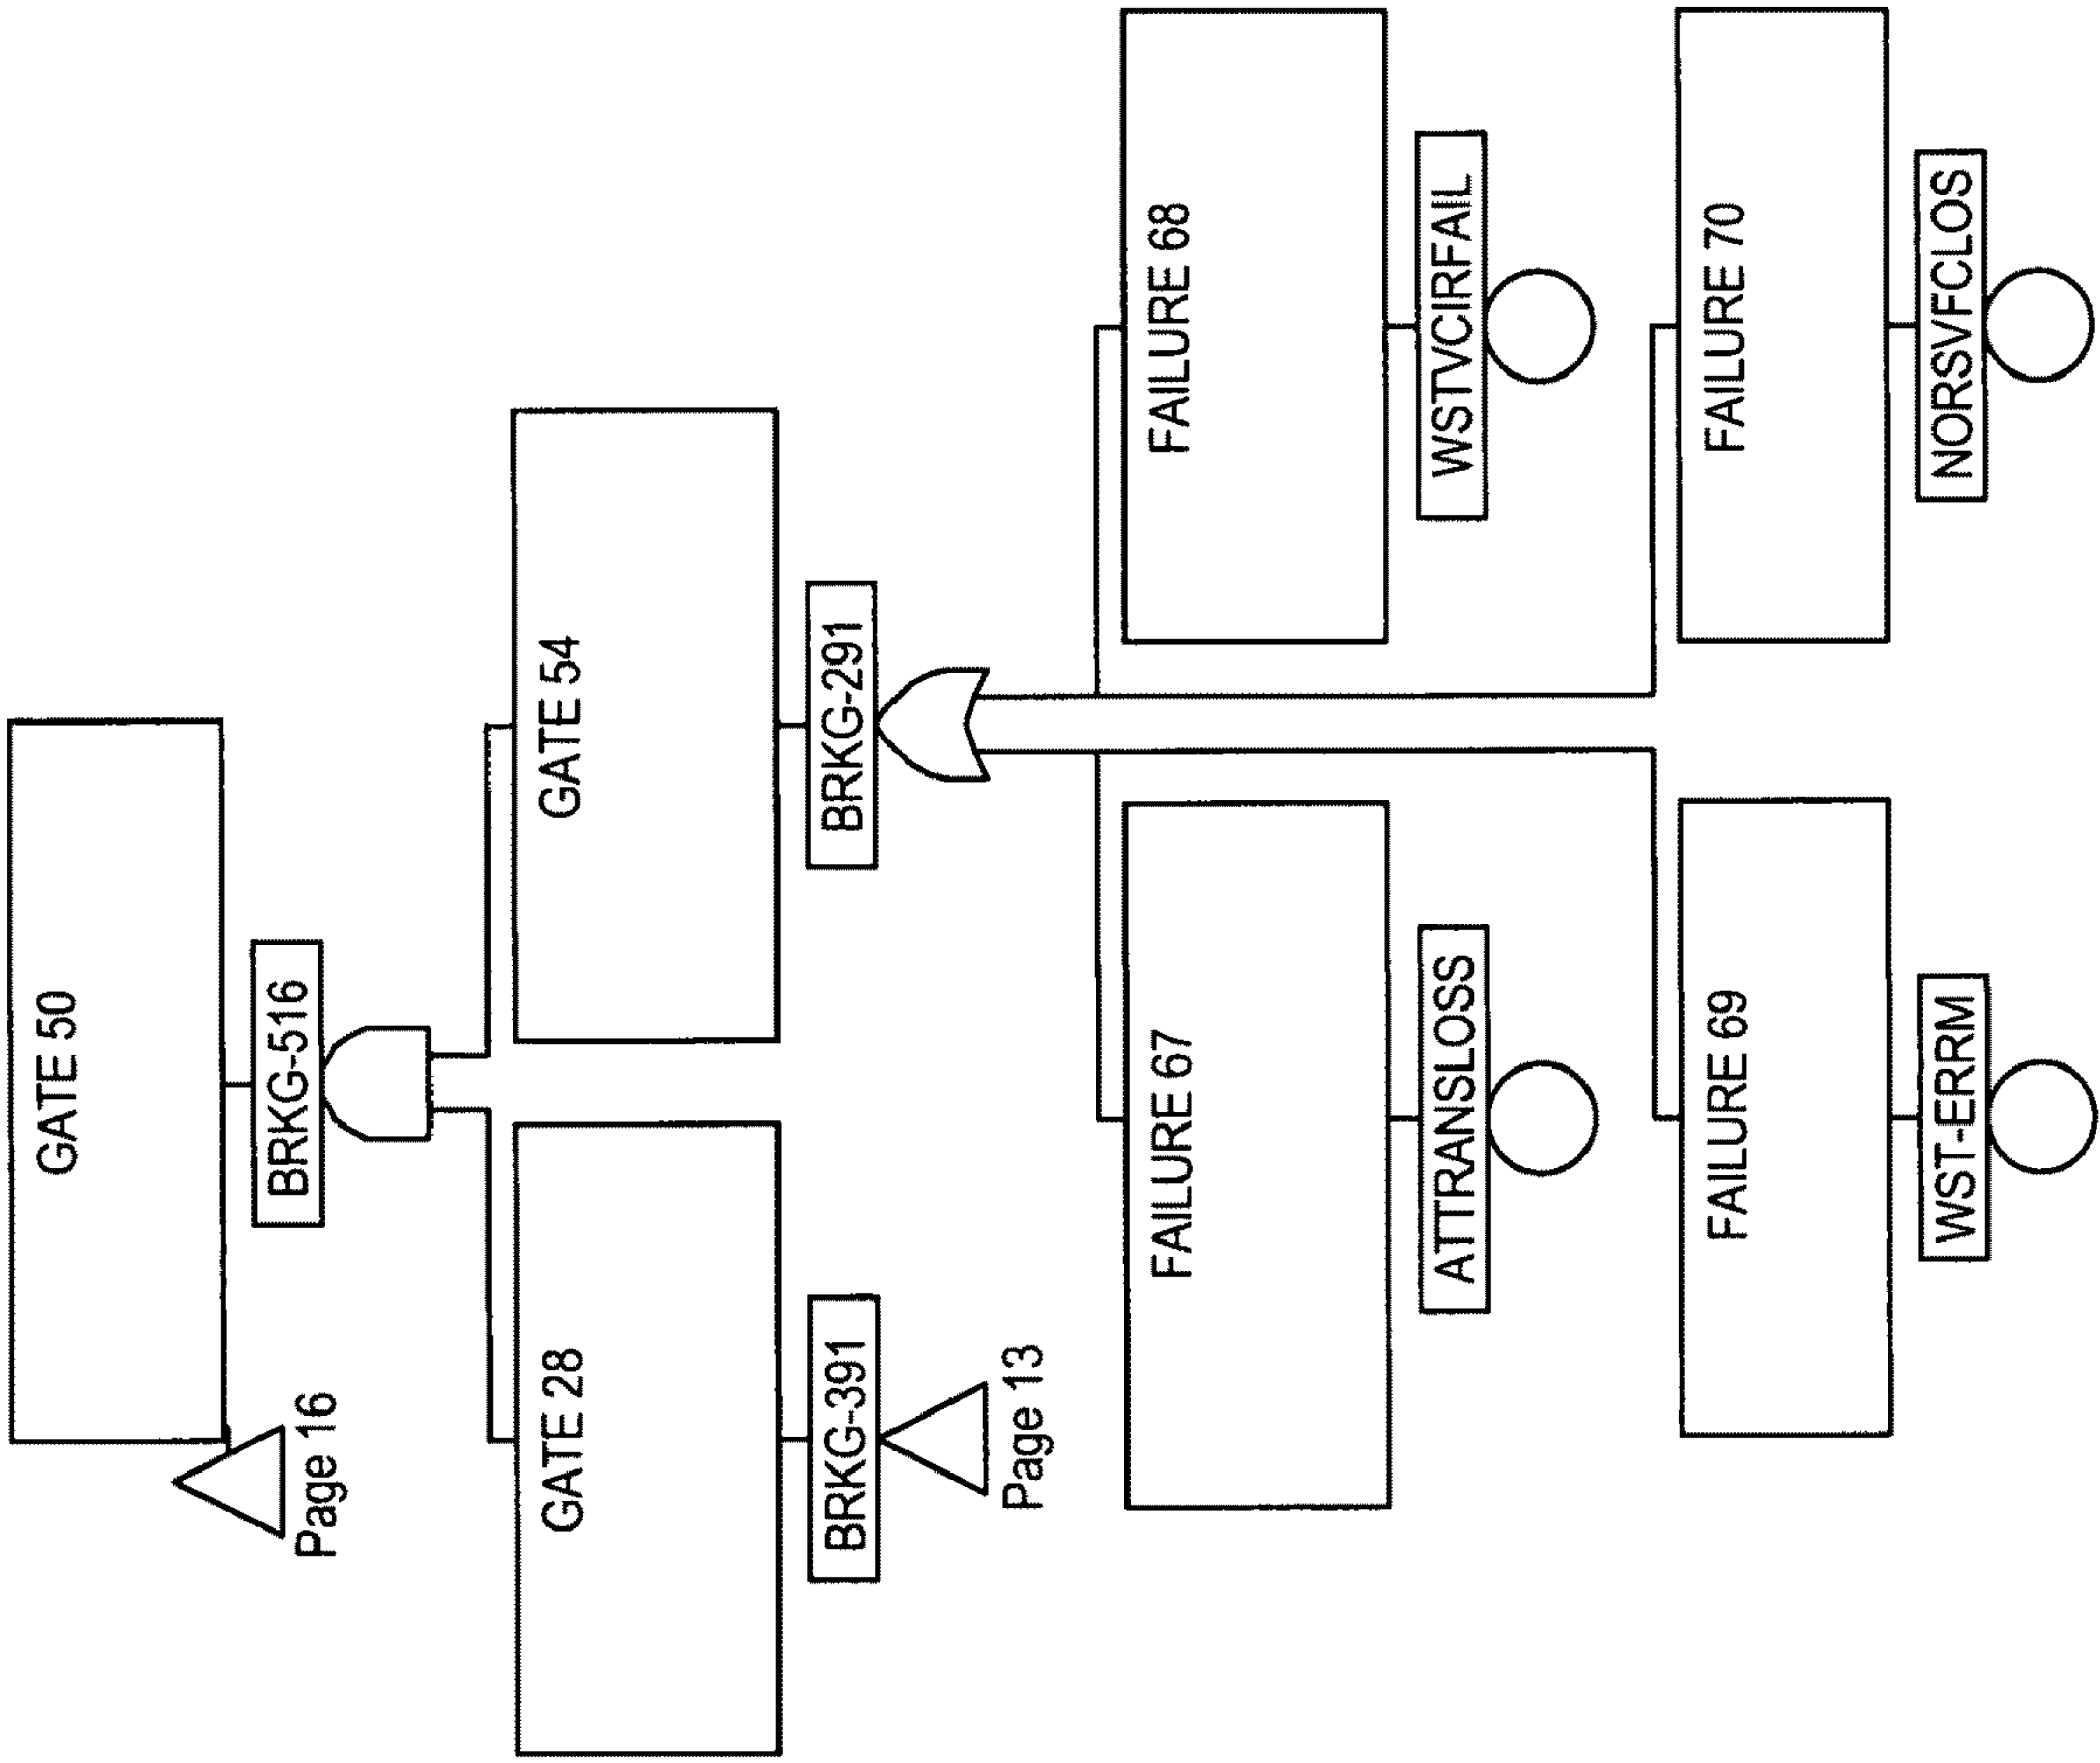 GATE 50
Page 16
BRKG-516
GATE 28
GATE 54
BRKG-391
BRKG-291
Page 13
FAILURE 67
FAILURE 68
ATTRANSLOSS
WSTVCIRFAIL
FAILURE 69
FAILURE 70
WST-ERRM
NORSVFCLOS